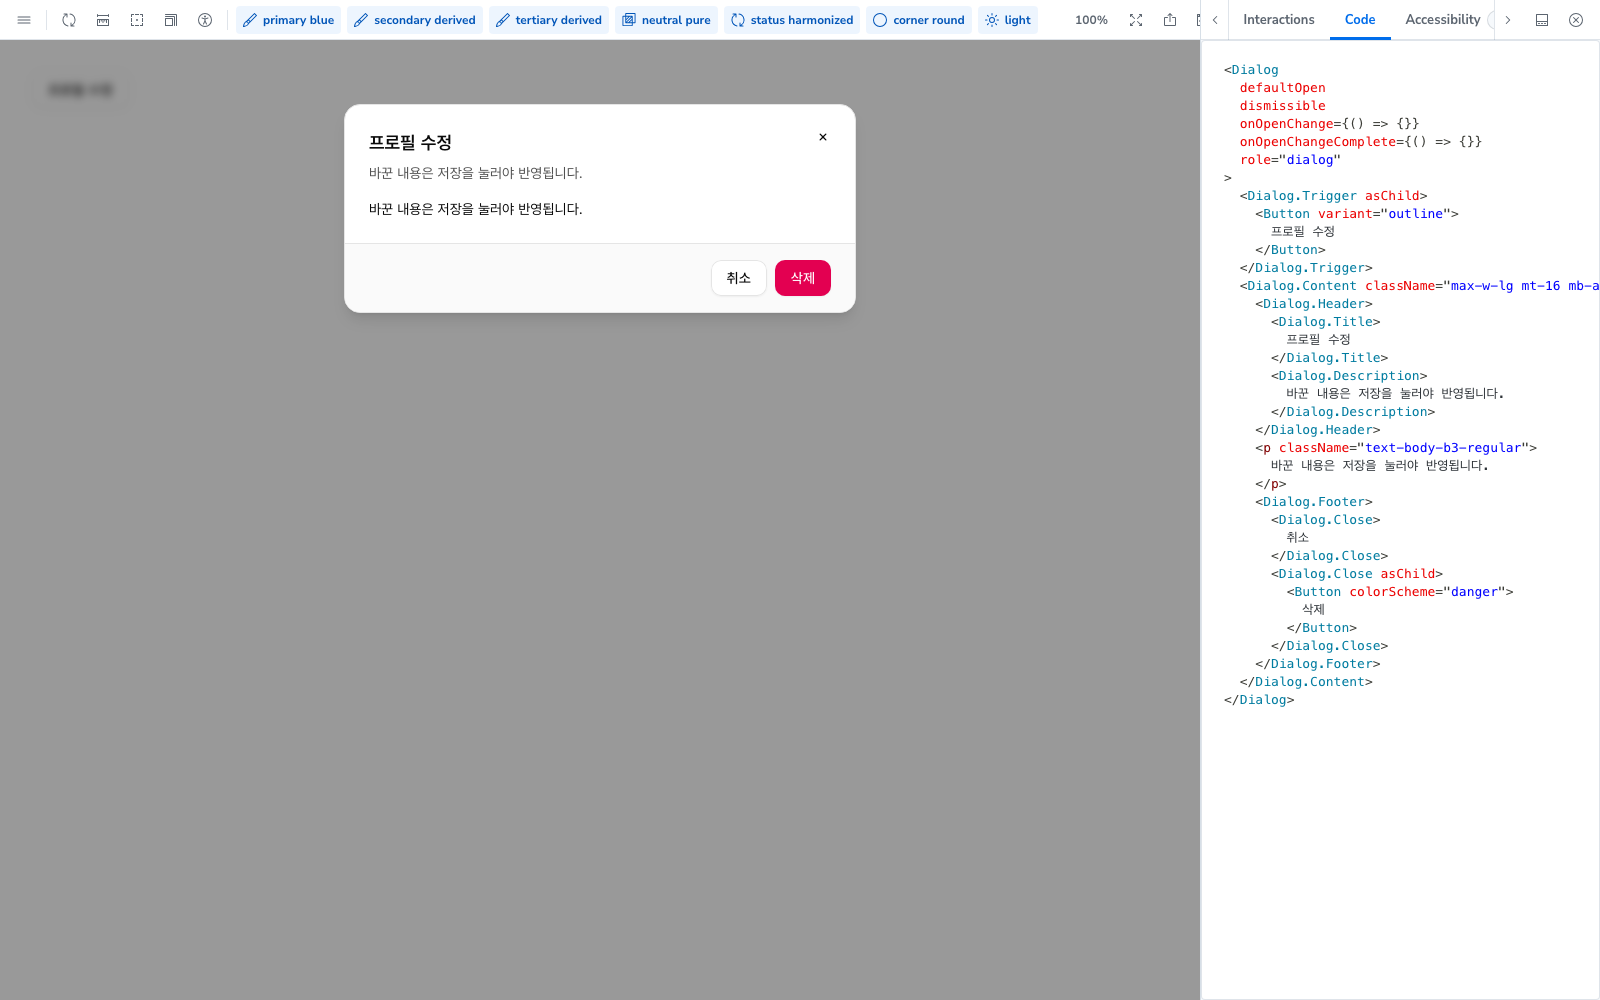 primary blue
secondary derived
tertiary derived
neutral pure
status harmonized
corner round
light
100%
Interactions
Code
Accessibility
프로필 수정
바꾼 내용은 저장을 눌러야 반영됩니다.
바꾼 내용은 저장을 눌러야 반영됩니다.
취소
삭제
<Dialog
defaultOpen
dismissible
onOpenChange={() => {}}
onOpenChangeComplete={() => {}}
role="dialog"
>
<Dialog.Trigger asChild>
<Button variant="outline">
프로필 수정
</Button>
</Dialog.Trigger>
<Dialog.Content className="max-w-lg mt-16 mb-a
<Dialog.Header>
<Dialog.Title>
프로필 수정
</Dialog.Title>
<Dialog.Description>
바꾼 내용은 저장을 눌러야 반영됩니다.
</Dialog.Description>
</Dialog.Header>
<p className="text-body-b3-regular">
바꾼 내용은 저장을 눌러야 반영됩니다.
</p>
<Dialog.Footer>
<Dialog.Close>
취소
</Dialog.Close>
<Dialog.Close asChild>
<Button colorScheme="danger">
삭제
</Button>
</Dialog.Close>
</Dialog.Footer>
</Dialog.Content>
</Dialog>